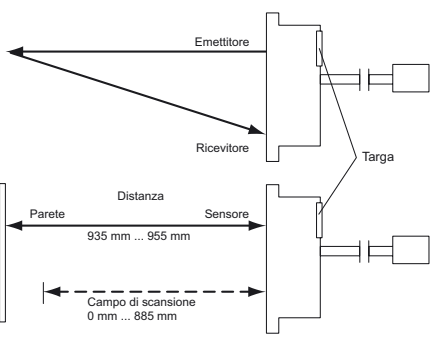 Emettitore
Ricevitore
Targa
Distanza
Parete Sensore
935 mm ... 955 mm
Campo di scansione
0 mm ... 885 mm